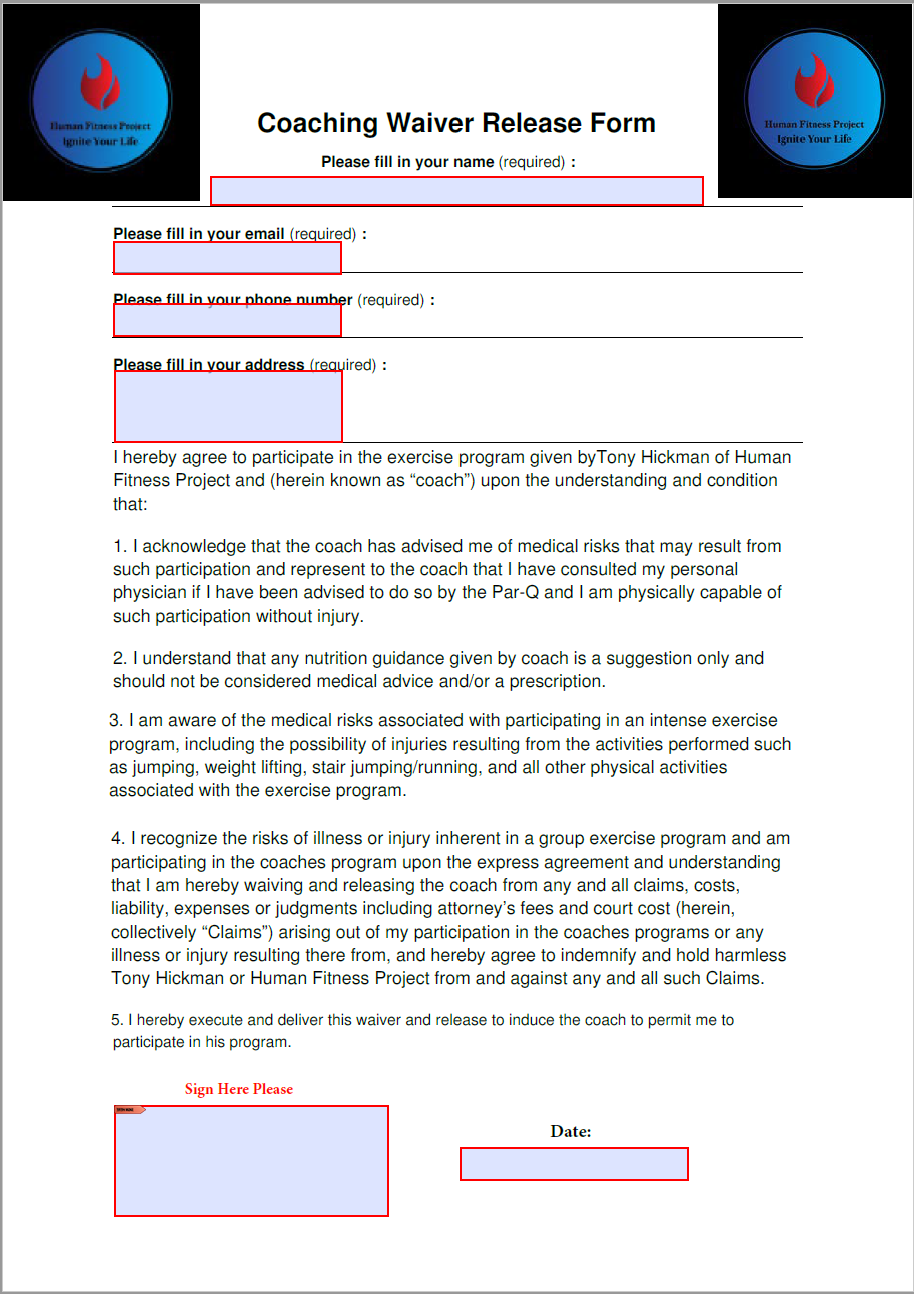 Human Fitness Project
Ignite Your Life
Human Fitness Project
Ignite Your Life
Coaching Waiver Release Form
Please fill in your name (required) :
Please fill in your email (required) :
Please fill in your phone number (required) :
Please fill in your address (required) :
I hereby agree to participate in the exercise program given byTony Hickman of Human
Fitness Project and (herein known as “coach”) upon the understanding and condition
that:
1. I acknowledge that the coach has advised me of medical risks that may result from
such participation and represent to the coach that I have consulted my personal
physician if I have been advised to do so by the Par-Q and I am physically capable of
such participation without injury.
2. I understand that any nutrition guidance given by coach is a suggestion only and
should not be considered medical advice and/or a prescription.
3. I am aware of the medical risks associated with participating in an intense exercise
program, including the possibility of injuries resulting from the activities performed such
as jumping, weight lifting, stair jumping/running, and all other physical activities
associated with the exercise program.
4. I recognize the risks of illness or injury inherent in a group exercise program and am
participating in the coaches program upon the express agreement and understanding
that I am hereby waiving and releasing the coach from any and all claims, costs,
liability, expenses or judgments including attorney’s fees and court cost (herein,
collectively “Claims”) arising out of my participation in the coaches programs or any
illness or injury resulting there from, and hereby agree to indemnify and hold harmless
Tony Hickman or Human Fitness Project from and against any and all such Claims.
5. I hereby execute and deliver this waiver and release to induce the coach to permit me to
participate in his program.
Sign Here Please
Date: